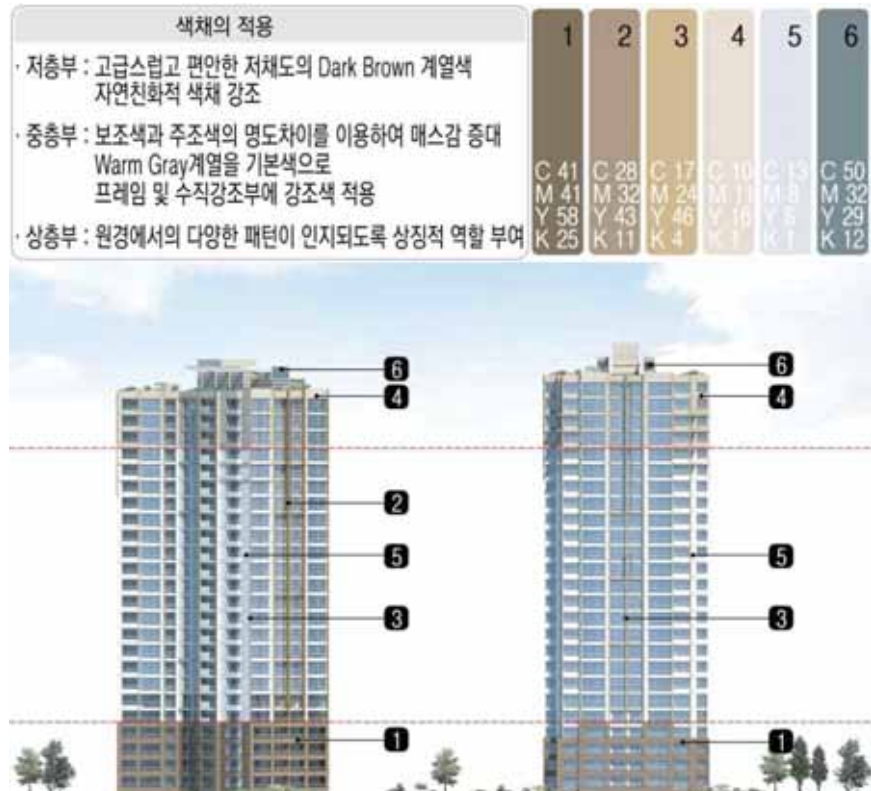 색채의 적용
· 저층부 : 고급스럽고 편안한 저채도의 Dark Brown 계열색
자연친화적 색채 강조
· 중층부 : 보조색과 주조색의 명도차이를 이용하여 매스감 증대
Warm Gray계열을 기본색으로
프레임 및 수직강조부에 강조색 적용
· 상층부 : 원경에서의 다양한 패턴이 인지되도록 상징적 역할 부여
1 2 3 4 5 6
C 41 C 28 C 17 C 10 C 13 C 50
M 41 M 32 M 24 M 11 M 8 M 32
Y 58 Y 43 Y 46 Y 16 Y 6 Y 29
K 25 K 11 K 4 K 1 K 1 K 12
6
4
2
5
3
1
6
4
5
3
1